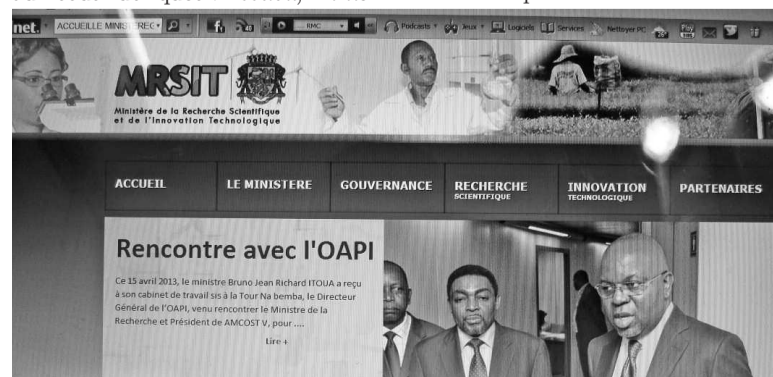 net.
ACCUEILLE MINISTEREC
RMC
Podcasts
Jeux
Logiciels
Services
Nettoyer PC
MRSIT
Ministère de la Recherche Scientifique
et de l'Innovation Technologique
ACCUEIL
LE MINISTERE
GOUVERNANCE
RECHERCHE
SCIENTIFIQUE
INNOVATION
TECHNOLOGIQUE
PARTENAIRES
Rencontre avec l'OAPI
Ce 15 avril 2013, le ministre Bruno Jean Richard ITOUA a reçu
à son cabinet de travail sis à la Tour Na bemba, le Directeur
Général de l'OAPI, venu rencontrer le Ministre de la
Recherche et Président de AMCOST V, pour ....
Lire +